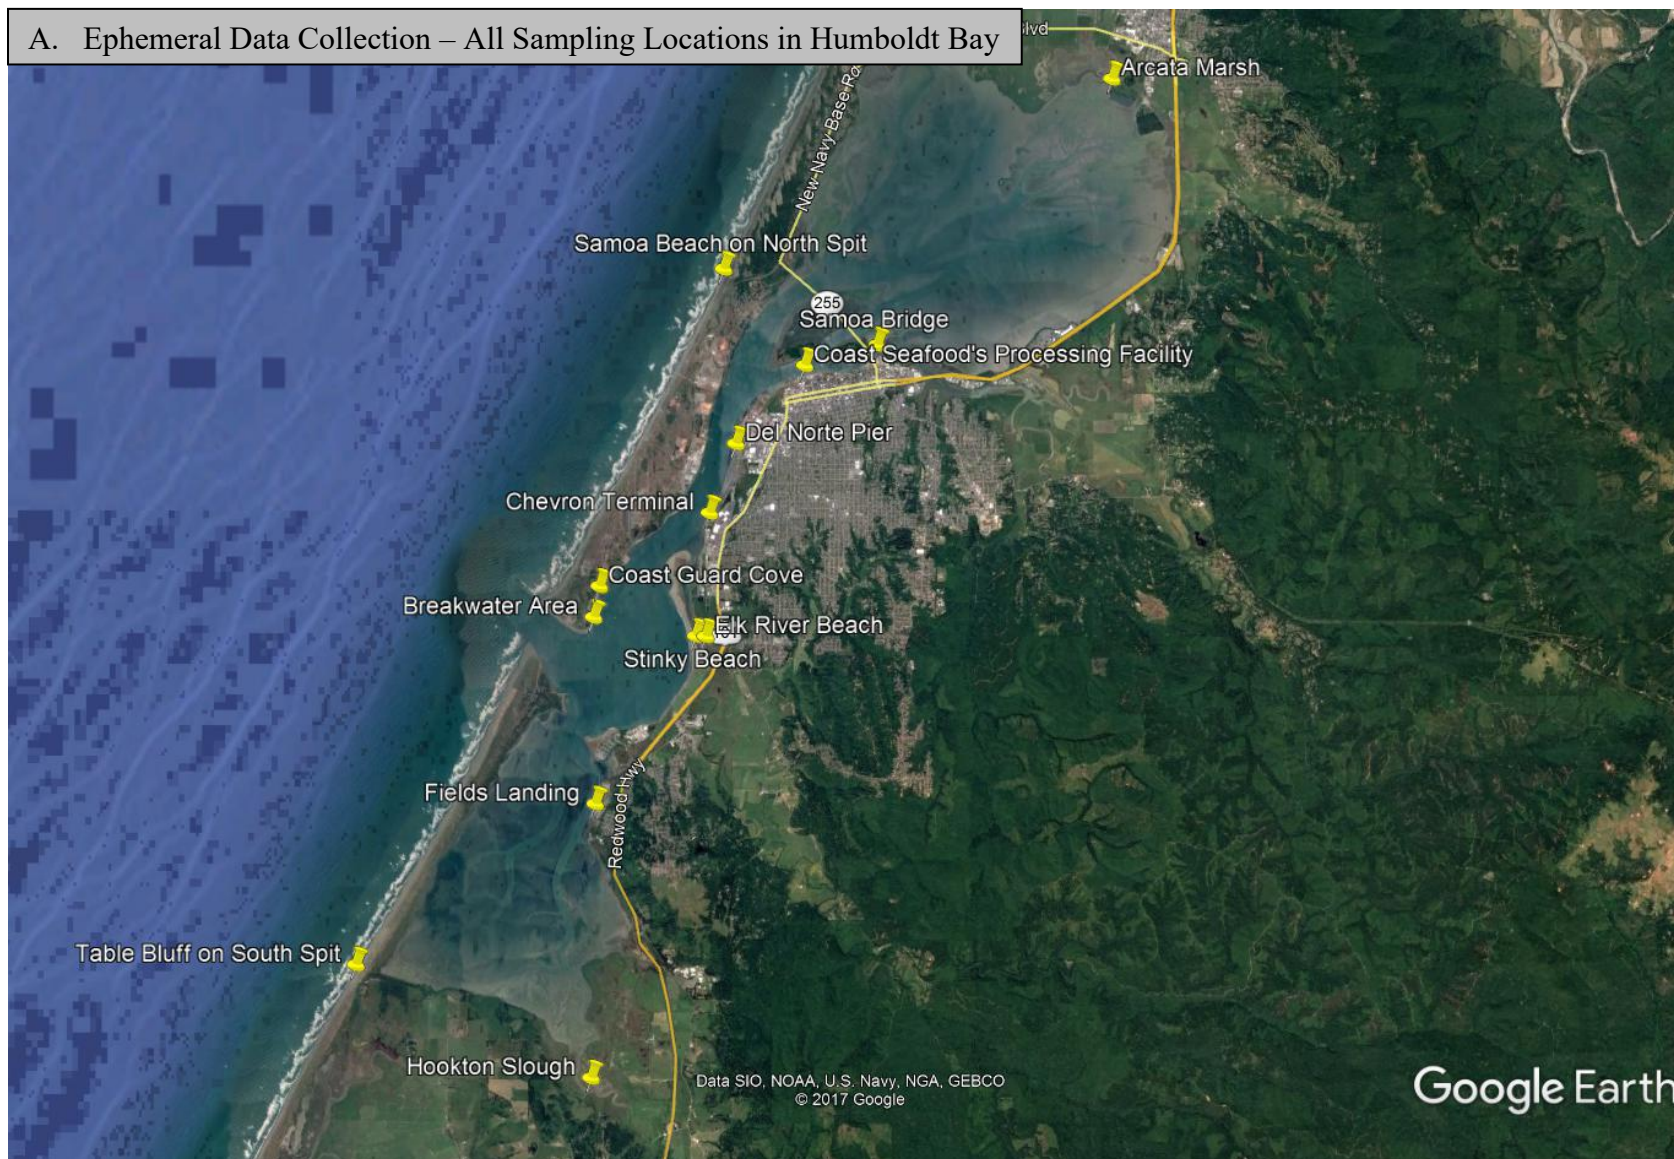 A. Ephemeral Data Collection – All Sampling Locations in Humboldt Bay
lvd
Arcata Marsh
New Navy Base Ro
Samoa Beach on North Spit
255
Samoa Bridge
Coast Seafood's Processing Facility
Del Norte Pier
Chevron Terminal
Coast Guard Cove
Breakwater Area
Elk River Beach
Stinky Beach
Fields Landing
Redwood Hwy
Table Bluff on South Spit
Hookton Slough
Data SIO, NOAA, U.S. Navy, NGA, GEBCO
© 2017 Google
Google Earth